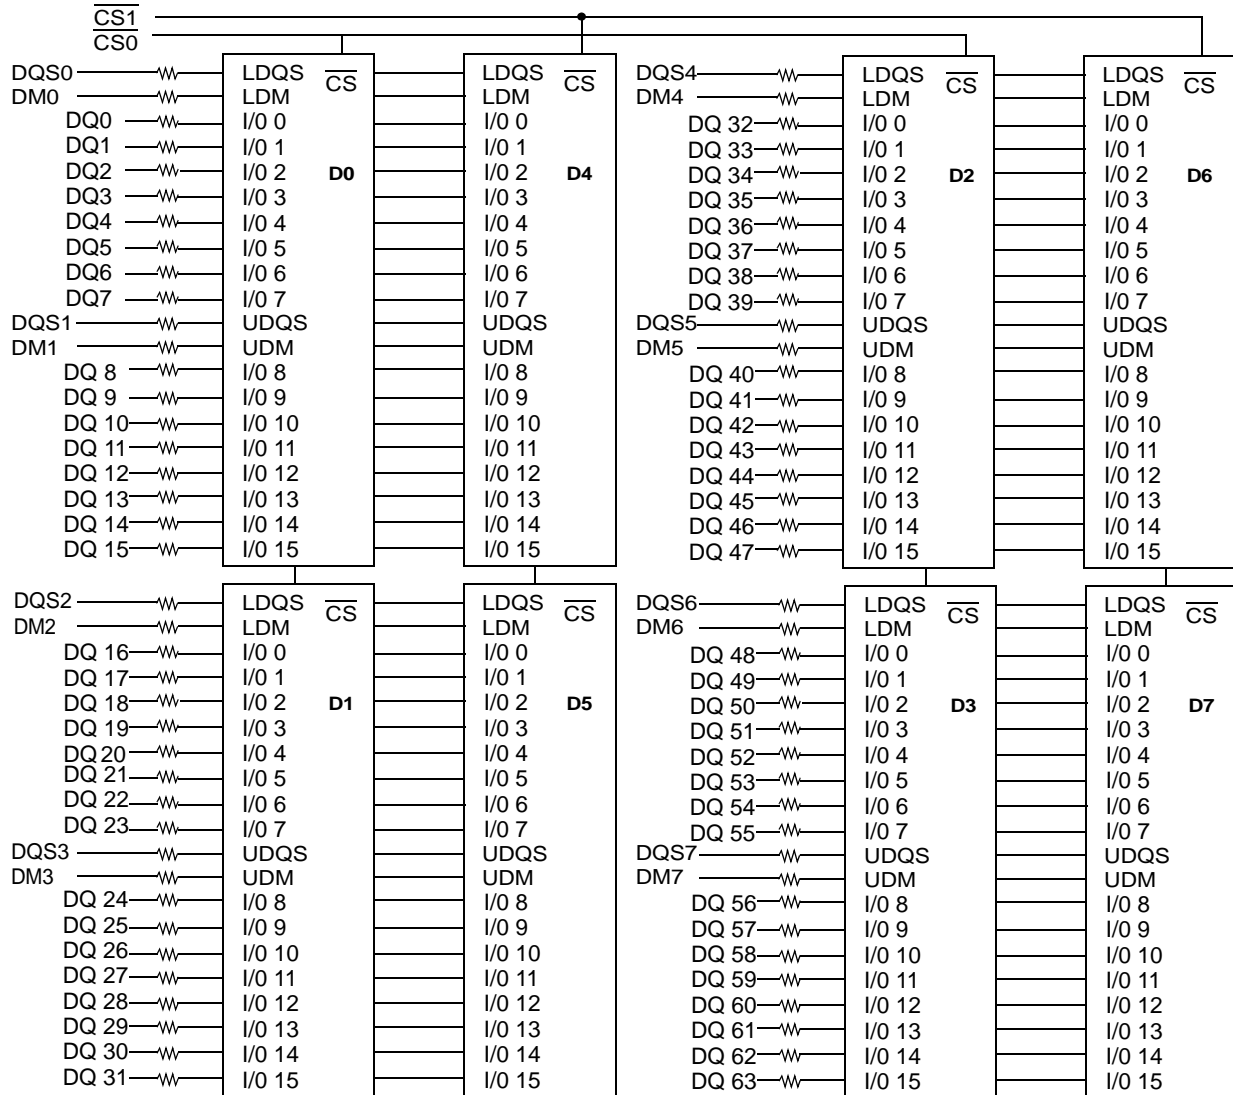 CS1
CS0
DQS0 LDQS CS LDQS CS DQS4 LDQS CS LDQS CS
DM0 LDM LDM DM4 LDM LDM
DQ0 I/0 0 I/0 0 DQ 32 I/0 0 I/0 0
DQ1 I/0 1 I/0 1 DQ 33 I/0 1 I/0 1
DQ2 I/0 2 D0 I/0 2 D4 DQ 34 I/0 2 D2 I/0 2 D6
DQ3 I/0 3 I/0 3 DQ 35 I/0 3 I/0 3
DQ4 I/0 4 I/0 4 DQ 36 I/0 4 I/0 4
DQ5 I/0 5 I/0 5 DQ 37 I/0 5 I/0 5
DQ6 I/0 6 I/0 6 DQ 38 I/0 6 I/0 6
DQ7 I/0 7 I/0 7 DQ 39 I/0 7 I/0 7
DQS1 UDQS UDQS DQS5 UDQS UDQS
DM1 UDM UDM DM5 UDM UDM
DQ 8 I/0 8 I/0 8 DQ 40 I/0 8 I/0 8
DQ 9 I/0 9 I/0 9 DQ 41 I/0 9 I/0 9
DQ 10 I/0 10 I/0 10 DQ 42 I/0 10 I/0 10
DQ 11 I/0 11 I/0 11 DQ 43 I/0 11 I/0 11
DQ 12 I/0 12 I/0 12 DQ 44 I/0 12 I/0 12
DQ 13 I/0 13 I/0 13 DQ 45 I/0 13 I/0 13
DQ 14 I/0 14 I/0 14 DQ 46 I/0 14 I/0 14
DQ 15 I/0 15 I/0 15 DQ 47 I/0 15 I/0 15
DQS2 LDQS CS LDQS CS DQS6 LDQS CS LDQS CS
DM2 LDM LDM DM6 LDM LDM
DQ 16 I/0 0 I/0 0 DQ 48 I/0 0 I/0 0
DQ 17 I/0 1 I/0 1 DQ 49 I/0 1 I/0 1
DQ 18 I/0 2 D1 I/0 2 D5 DQ 50 I/0 2 D3 I/0 2 D7
DQ 19 I/0 3 I/0 3 DQ 51 I/0 3 I/0 3
DQ 20 I/0 4 I/0 4 DQ 52 I/0 4 I/0 4
DQ 21 I/0 5 I/0 5 DQ 53 I/0 5 I/0 5
DQ 22 I/0 6 I/0 6 DQ 54 I/0 6 I/0 6
DQ 23 I/0 7 I/0 7 DQ 55 I/0 7 I/0 7
DQS3 UDQS UDQS DQS7 UDQS UDQS
DM3 UDM UDM DM7 UDM UDM
DQ 24 I/0 8 I/0 8 DQ 56 I/0 8 I/0 8
DQ 25 I/0 9 I/0 9 DQ 57 I/0 9 I/0 9
DQ 26 I/0 10 I/0 10 DQ 58 I/0 10 I/0 10
DQ 27 I/0 11 I/0 11 DQ 59 I/0 11 I/0 11
DQ 28 I/0 12 I/0 12 DQ 60 I/0 12 I/0 12
DQ 29 I/0 13 I/0 13 DQ 61 I/0 13 I/0 13
DQ 30 I/0 14 I/0 14 DQ 62 I/0 14 I/0 14
DQ 31 I/0 15 I/0 15 DQ 63 I/0 15 I/0 15